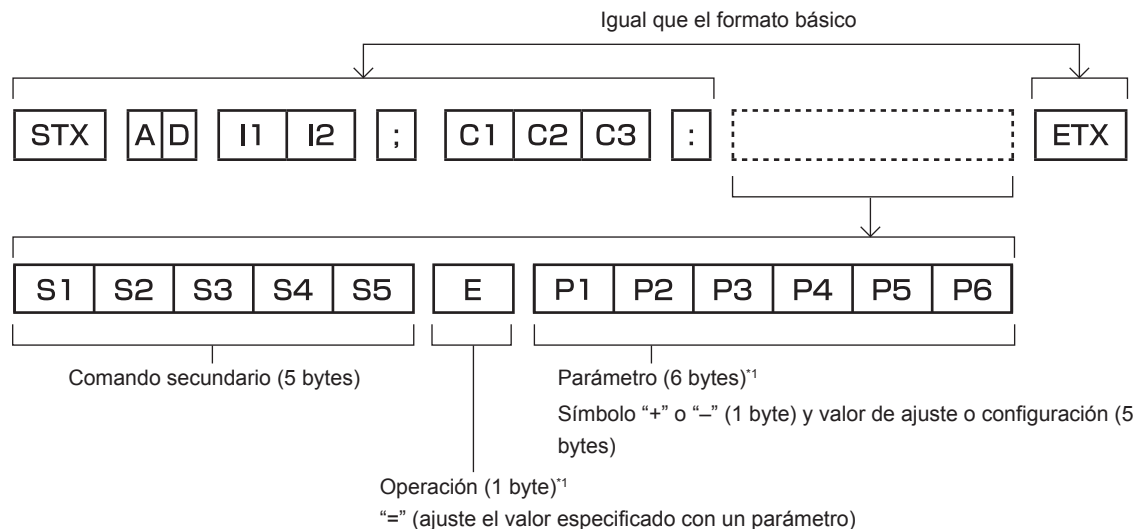 Igual que el formato básico
STX A D I1 I2 ; C1 C2 C3 : ETX
S1 S2 S3 S4 S5 E P1 P2 P3 P4 P5 P6
Comando secundario (5 bytes)
Parámetro (6 bytes)*1
Símbolo “+” o “–” (1 byte) y valor de ajuste o configuración (5
bytes)
Operación (1 byte)*1
“=” (ajuste el valor especificado con un parámetro)